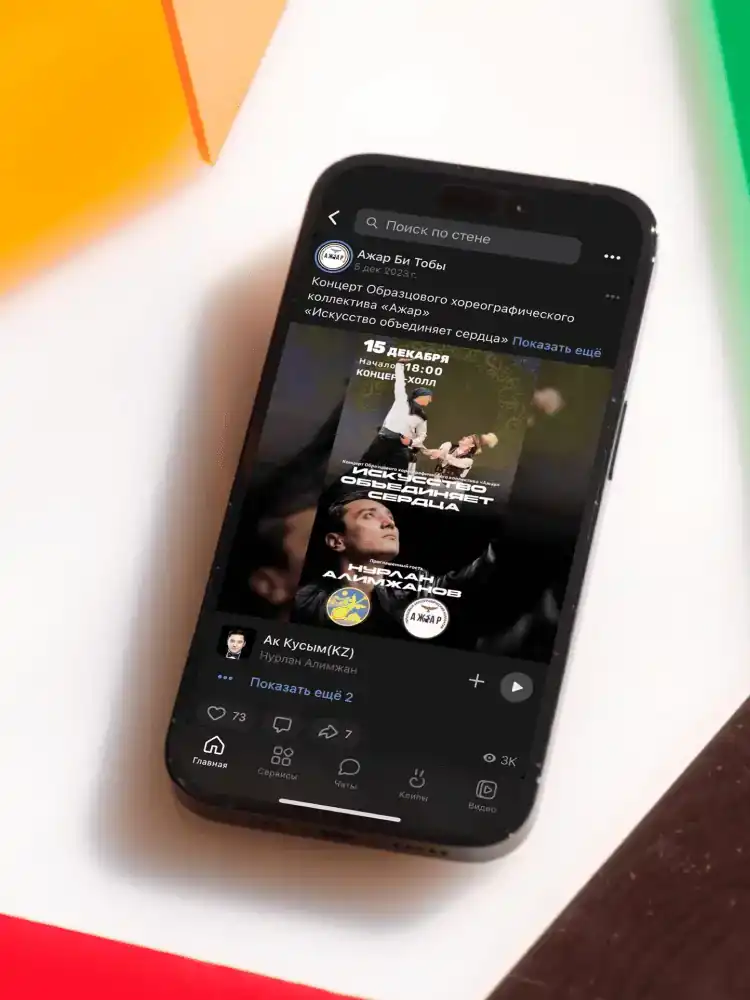 Поиск по стене
Ажар Би Тобы
5 дек 2023 г.
Концерт Образцового хореографического
коллектива «Ажар»
«Искусство объединяет сердца» Показать ещё
15 ДЕКАБРЯ
Начало 18:00
КОНЦЕРТ-ХОЛЛ
Концерт Образцового хореографического коллектива «Ажар»
ИСКУССТВО
ОБЪЕДИНЯЕТ
СЕРДЦА
Приглашенный гость
НУРЛАН
АЛИМЖАНОВ
АЖАР
Ак Кусым(KZ)
Нурлан Алимжан
Показать ещё 2
73
7
3K
Главная
Сервисы
Чаты
Клипы
Видео